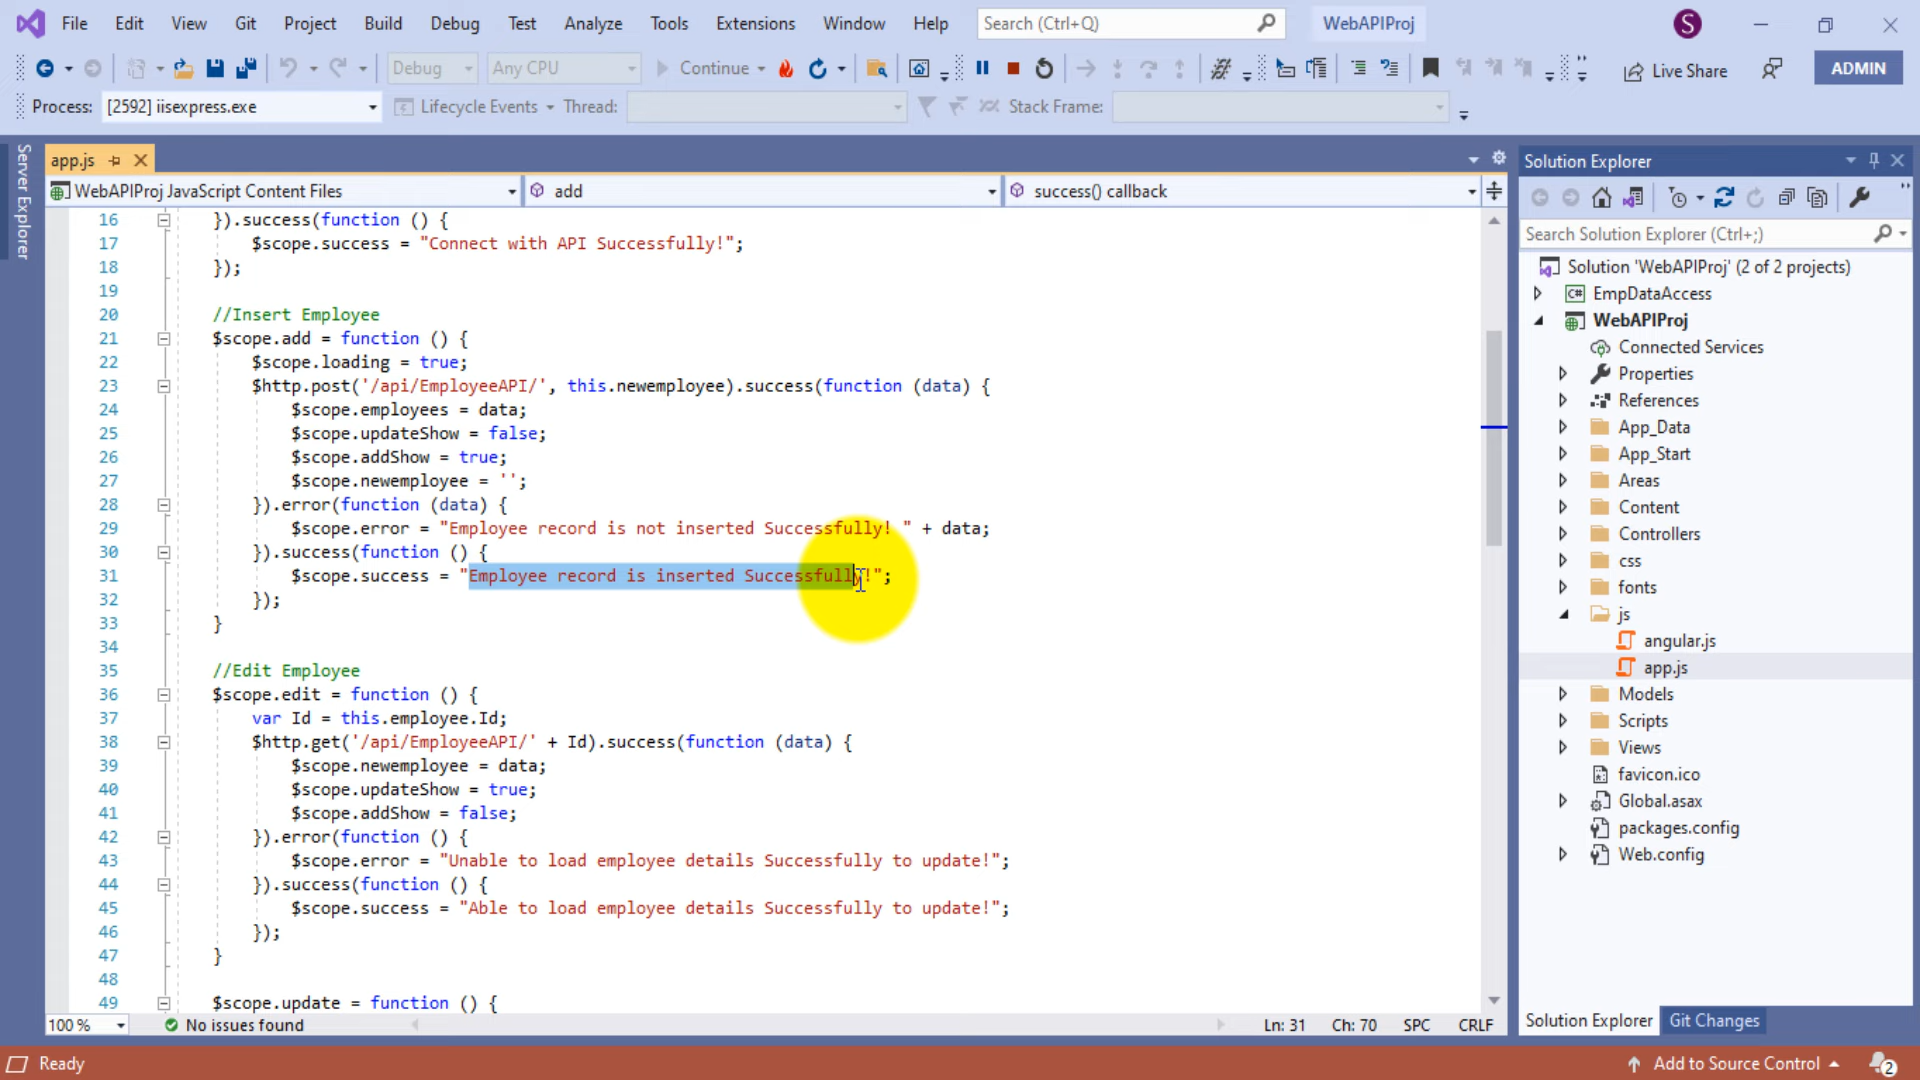 File Edit View Git Project Build Debug Test Analyze Tools Extensions Window Help Search (Ctrl+Q) WebAPIProj S
Debug Any CPU Continue Live Share ADMIN
Process: [2592] iisexpress.exe Lifecycle Events Thread: Stack Frame:
Server Explorer
app.js
WebAPIProj JavaScript Content Files add success() callback
16 }).success(function () {
17 $scope.success = "Connect with API Successfully!";
18 });
19
20 //Insert Employee
21 $scope.add = function () {
22 $scope.loading = true;
23 $http.post('/api/EmployeeAPI/', this.newemployee).success(function (data) {
24 $scope.employees = data;
25 $scope.updateShow = false;
26 $scope.addShow = true;
27 $scope.newemployee = '';
28 }).error(function (data) {
29 $scope.error = "Employee record is not inserted Successfully! " + data;
30 }).success(function () {
31 $scope.success = "Employee record is inserted Successfully!";
32 });
33 }
34
35 //Edit Employee
36 $scope.edit = function () {
37 var Id = this.employee.Id;
38 $http.get('/api/EmployeeAPI/' + Id).success(function (data) {
39 $scope.newemployee = data;
40 $scope.updateShow = true;
41 $scope.addShow = false;
42 }).error(function () {
43 $scope.error = "Unable to load employee details Successfully to update!";
44 }).success(function () {
45 $scope.success = "Able to load employee details Successfully to update!";
46 });
47 }
48
49 $scope.update = function () {
100 % No issues found Ln: 31 Ch: 70 SPC CRLF
Solution Explorer
Search Solution Explorer (Ctrl+;)
Solution 'WebAPIProj' (2 of 2 projects)
C# EmpDataAccess
WebAPIProj
Connected Services
Properties
References
App_Data
App_Start
Areas
Content
Controllers
css
fonts
js
angular.js
app.js
Models
Scripts
Views
favicon.ico
Global.asax
packages.config
Web.config
Solution Explorer Git Changes
Ready Add to Source Control 2